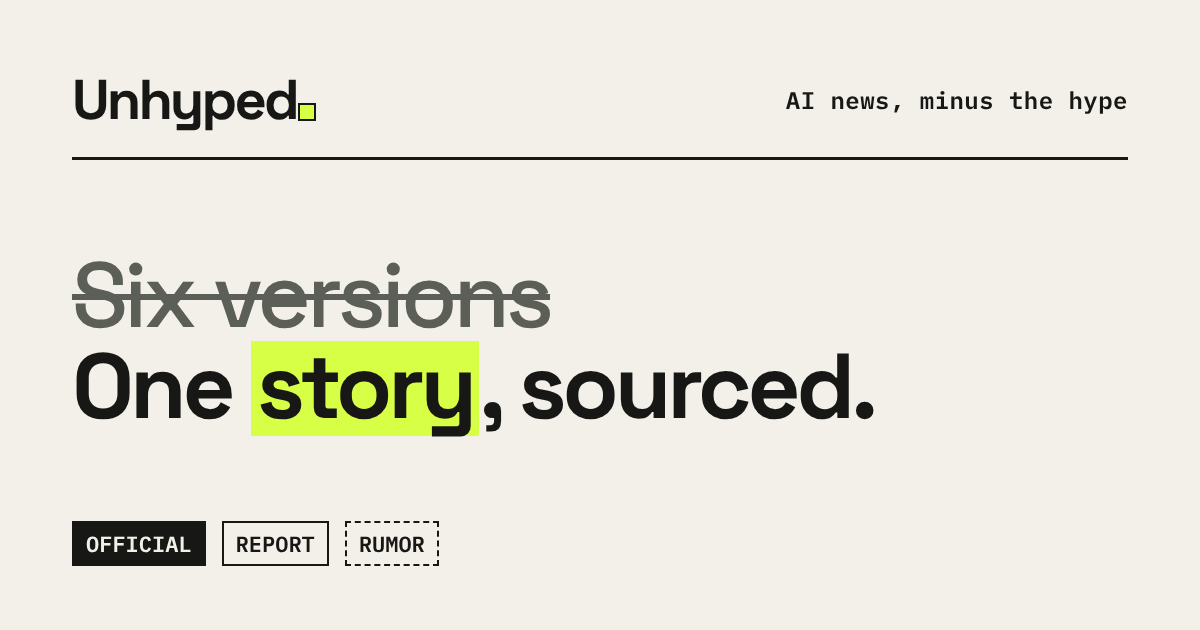 Unhyped
AI news, minus the hype
Six versions
One story, sourced.
OFFICIAL
REPORT
RUMOR